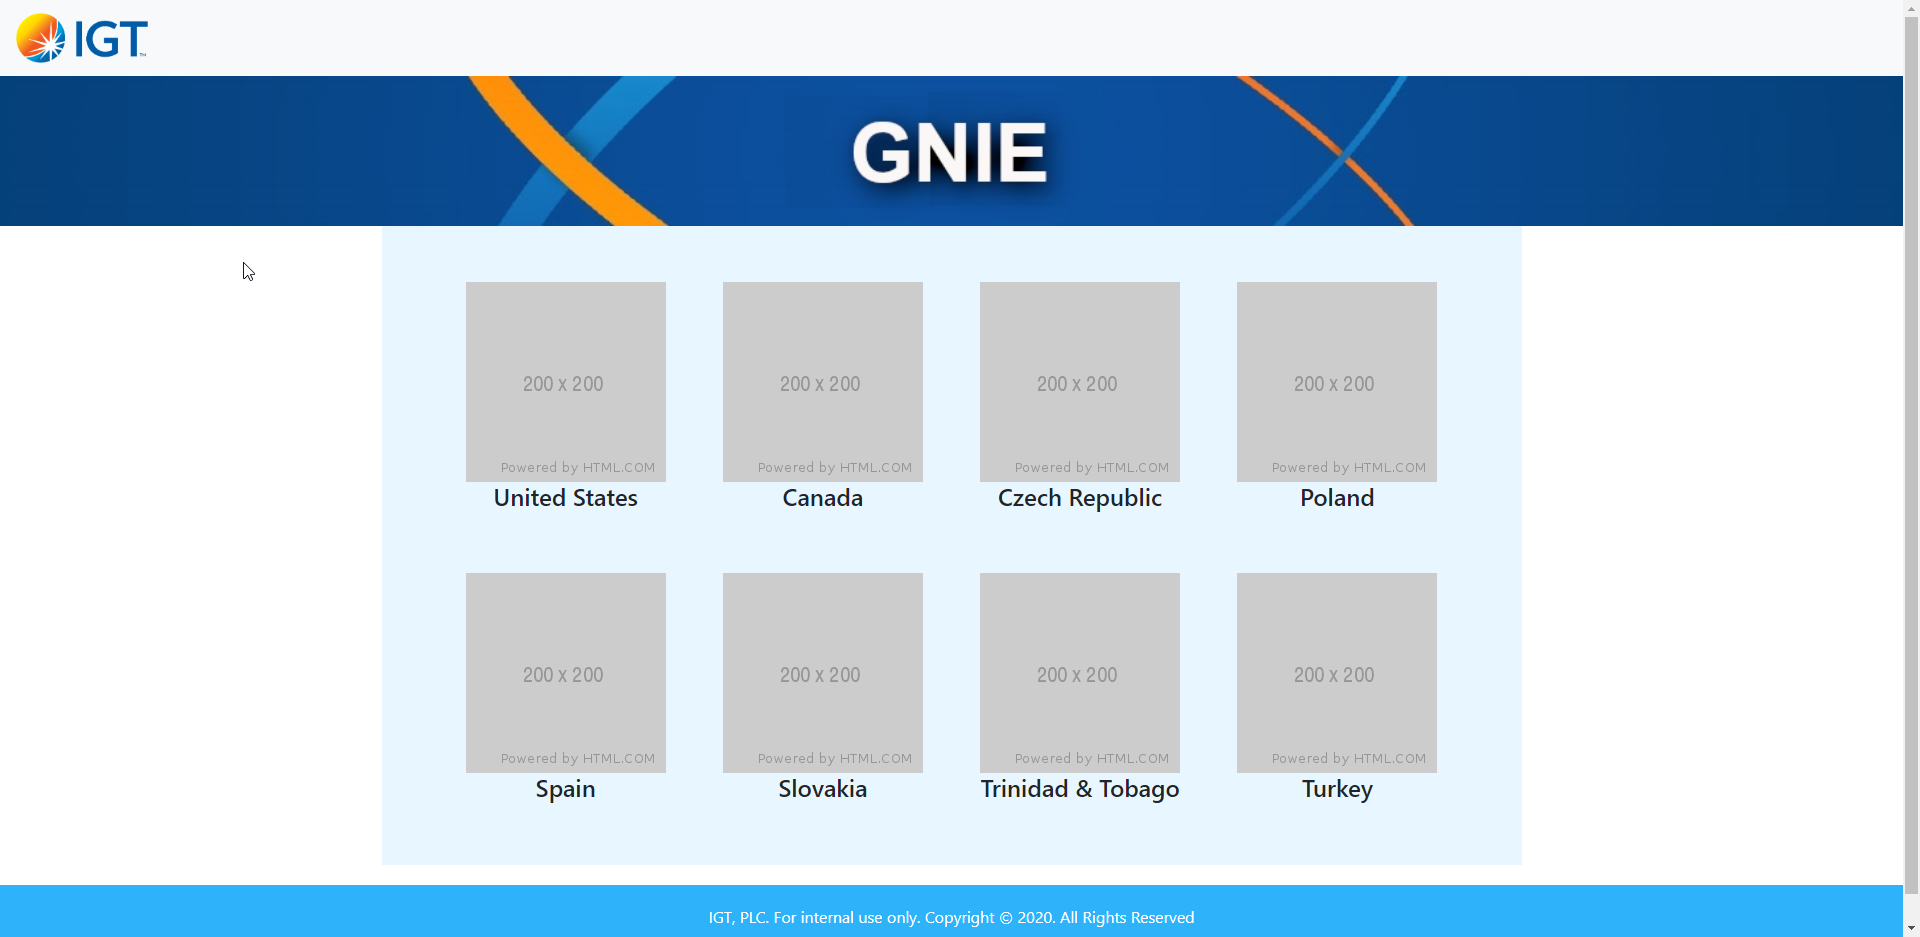 IGT™
GNIE
200 x 200
200 x 200
200 x 200
200 x 200
Powered by HTML.COM
Powered by HTML.COM
Powered by HTML.COM
Powered by HTML.COM
United States
Canada
Czech Republic
Poland
200 x 200
200 x 200
200 x 200
200 x 200
Powered by HTML.COM
Powered by HTML.COM
Powered by HTML.COM
Powered by HTML.COM
Spain
Slovakia
Trinidad & Tobago
Turkey
IGT, PLC. For internal use only. Copyright © 2020. All Rights Reserved